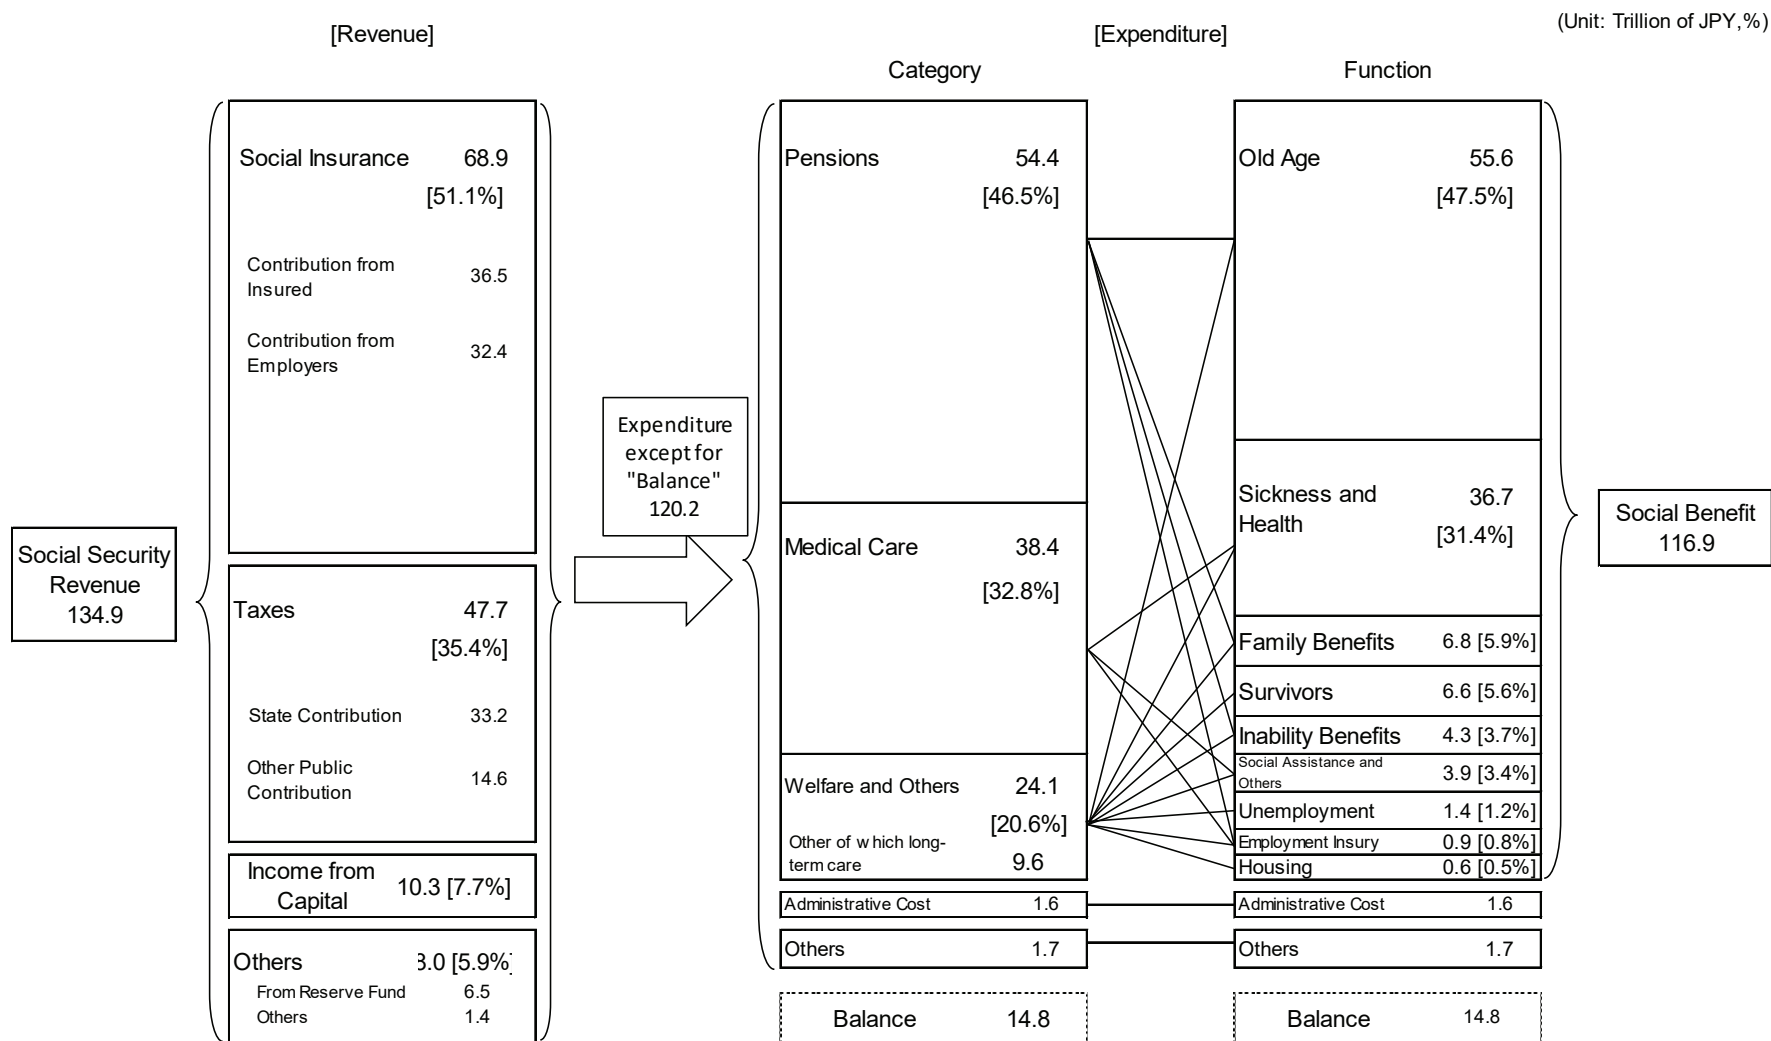 (Unit: Trillion of JPY,%)
[Revenue]
[Expenditure]
Category
Function
Social Security
Revenue
134.9
Social Insurance 68.9
[51.1%]
Contribution from
Insured
36.5
Contribution from
Employers
32.4
Taxes 47.7
[35.4%]
State Contribution 33.2
Other Public
Contribution
14.6
Income from
Capital
10.3 [7.7%]
Others .0 [5.9%]
From Reserve Fund 6.5
Others 1.4
Expenditure
except for
"Balance"
120.2
Pensions 54.4
[46.5%]
Medical Care 38.4
[32.8%]
Welfare and Others 24.1
[20.6%]
Other of which long-
term care
9.6
Administrative Cost 1.6
Others 1.7
Balance 14.8
Old Age 55.6
[47.5%]
Sickness and
Health
36.7
[31.4%]
Family Benefits 6.8 [5.9%]
Survivors 6.6 [5.6%]
Inability Benefits 4.3 [3.7%]
Social Assistance and
Others
3.9 [3.4%]
Unemployment 1.4 [1.2%]
Employment Insury 0.9 [0.8%]
Housing 0.6 [0.5%]
Administrative Cost 1.6
Others 1.7
Balance 14.8
Social Benefit
116.9